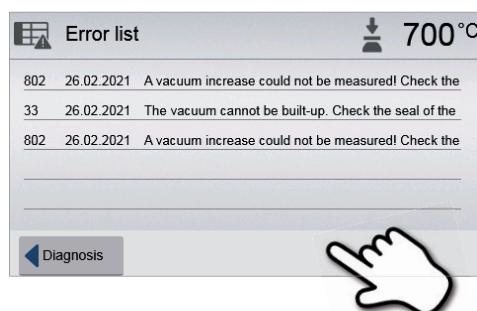 Error list 700°C
802 26.02.2021 A vacuum increase could not be measured! Check the
33 26.02.2021 The vacuum cannot be built-up. Check the seal of the
802 26.02.2021 A vacuum increase could not be measured! Check the
Diagnosis